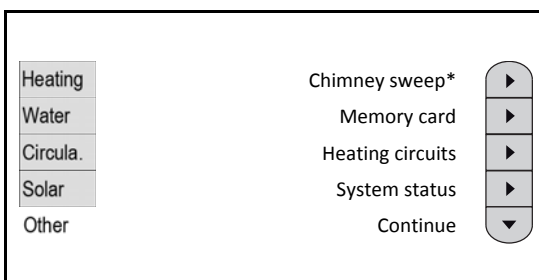 Heating Chimney sweep*
Water Memory card
Circula. Heating circuits
Solar System status
Other Continue